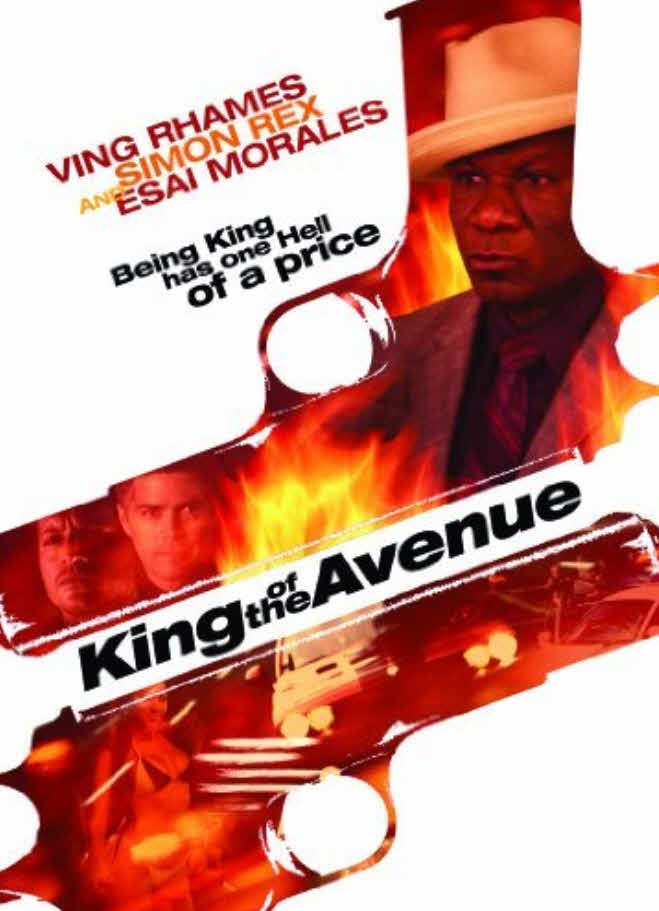 VING RHAMES
SIMON REX
AND ESAI MORALES
Being King
has one Hell
of a price
King of the Avenue